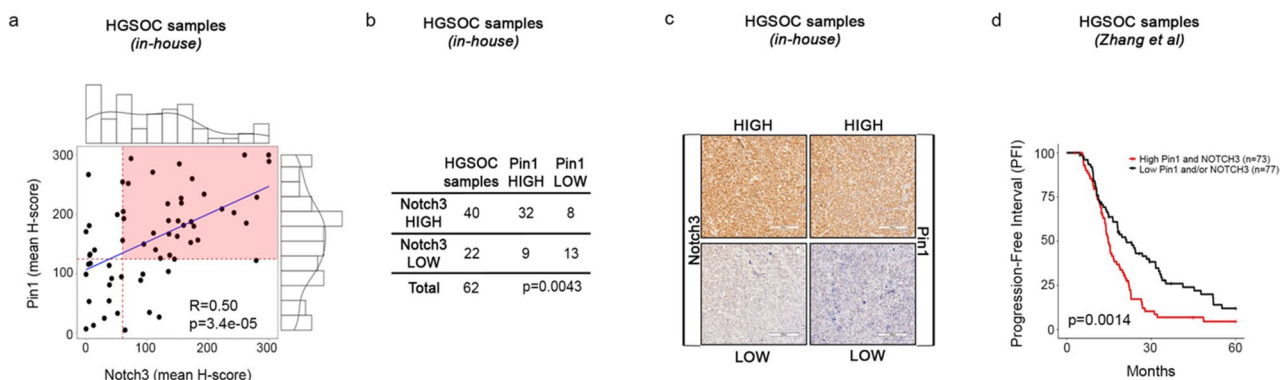 a
HGSOC samples
(in-house)
300
200
100
0
Pin1 (mean H-score)
R=0.50
p=3.4e-05
0 100 200 300
Notch3 (mean H-score)
b
HGSOC samples
(in-house)
HGSOC samples Pin1 HIGH Pin1 LOW
Notch3 HIGH 40 32 8
Notch3 LOW 22 9 13
Total 62 p=0.0043
c
HGSOC samples
(in-house)
HIGH HIGH
Notch3
Pin1
LOW LOW
d
HGSOC samples
(Zhang et al)
Progression-Free Interval (PFI)
100
75
50
25
0
High Pin1 and NOTCH3 (n=73)
Low Pin1 and/or NOTCH3 (n=77)
p=0.0014
0 30 60
Months